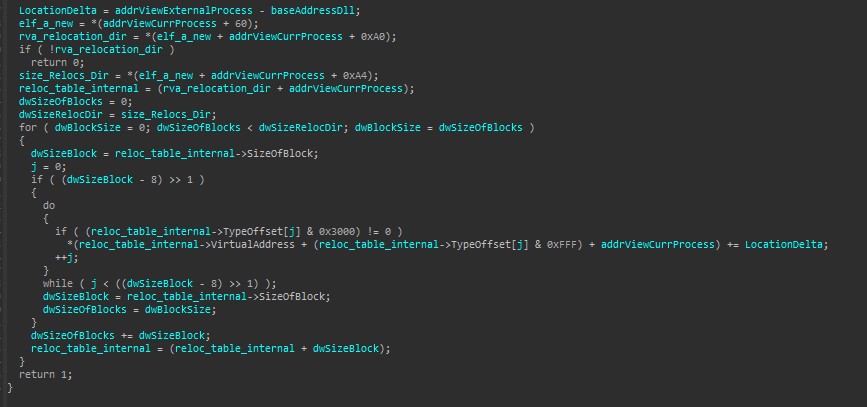 LocationDelta = addrViewExternalProcess - baseAddressDll;
elf_a_new = *(addrViewCurrProcess + 60);
rva_relocation_dir = *(elf_a_new + addrViewCurrProcess + 0xA0);
if ( !rva_relocation_dir )
return 0;
size_Relocs_Dir = *(elf_a_new + addrViewCurrProcess + 0xA4);
reloc_table_internal = (rva_relocation_dir + addrViewCurrProcess);
dwSizeOfBlocks = 0;
dwSizeRelocDir = size_Relocs_Dir;
for ( dwBlockSize = 0; dwSizeOfBlocks < dwSizeRelocDir; dwBlockSize = dwSizeOfBlocks )
{
dwSizeBlock = reloc_table_internal->SizeOfBlock;
j = 0;
if ( (dwSizeBlock - 8) >> 1 )
{
do
{
if ( (reloc_table_internal->TypeOffset[j] & 0x3000) != 0 )
*(reloc_table_internal->VirtualAddress + (reloc_table_internal->TypeOffset[j] & 0xFFF) + addrViewCurrProcess) += LocationDelta;
++j;
}
while ( j < ((dwSizeBlock - 8) >> 1) );
dwSizeBlock = reloc_table_internal->SizeOfBlock;
dwSizeOfBlocks = dwBlockSize;
}
dwSizeOfBlocks += dwSizeBlock;
reloc_table_internal = (reloc_table_internal + dwSizeBlock);
}
return 1;
}